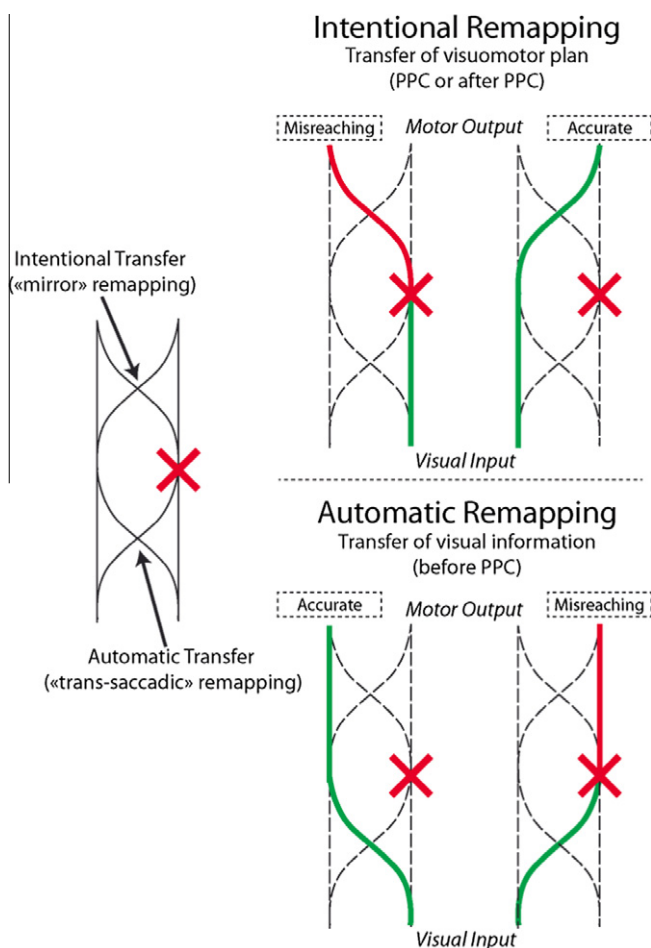 Intentional Remapping
Transfer of visuomotor plan
(PPC or after PPC)
Misreaching
Motor Output
Accurate
Intentional Transfer
(«mirror» remapping)
Visual Input
Automatic Remapping
Transfer of visual information
(before PPC)
Accurate
Motor Output
Misreaching
Automatic Transfer
(«trans-saccadic» remapping)
Visual Input